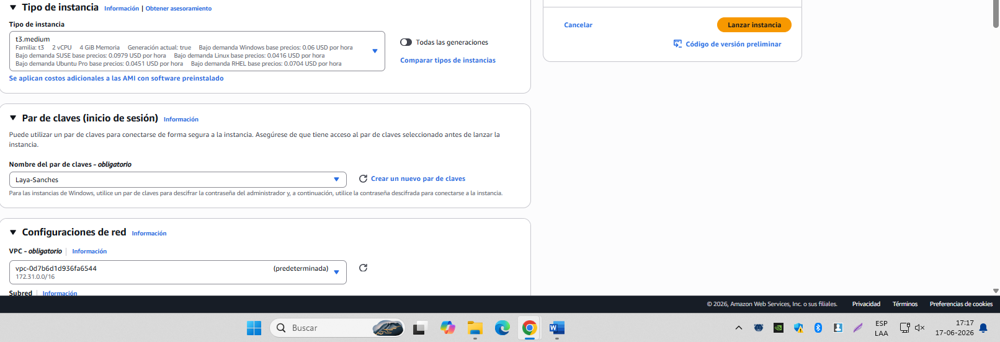 Tipo de instancia Información | Obtener asesoramiento
Tipo de instancia
t3.medium
Familia: t3 2 vCPU 4 GiB Memoria Generación actual: true Bajo demanda Windows base precios: 0.06 USD por hora
Bajo demanda SUSE base precios: 0.0979 USD por hora Bajo demanda Linux base precios: 0.0416 USD por hora
Bajo demanda Ubuntu Pro base precios: 0.0451 USD por hora Bajo demanda RHEL base precios: 0.0704 USD por hora
Todas las generaciones
Comparar tipos de instancias
Se aplican costos adicionales a las AMI con software preinstalado
Par de claves (inicio de sesión) Información
Puede utilizar un par de claves para conectarse de forma segura a la instancia. Asegúrese de que tiene acceso al par de claves seleccionado antes de lanzar la
instancia.
Nombre del par de claves - obligatorio
Laya-Sanches
Crear un nuevo par de claves
Para las instancias de Windows, utilice un par de claves para descifrar la contraseña del administrador y, a continuación, utilice la contraseña descifrada para conectarse a la instancia.
Configuraciones de red Información
VPC - obligatorio Información
vpc-0d7b6d1d936fa6544 (predeterminada)
172.31.0.0/16
Subred Información
Cancelar Lanzar instancia
Código de versión preliminar
© 2026, Amazon Web Services, Inc. o sus filiales. Privacidad Términos Preferencias de cookies
Buscar
ESP
LAA
17:17
17-06-2026